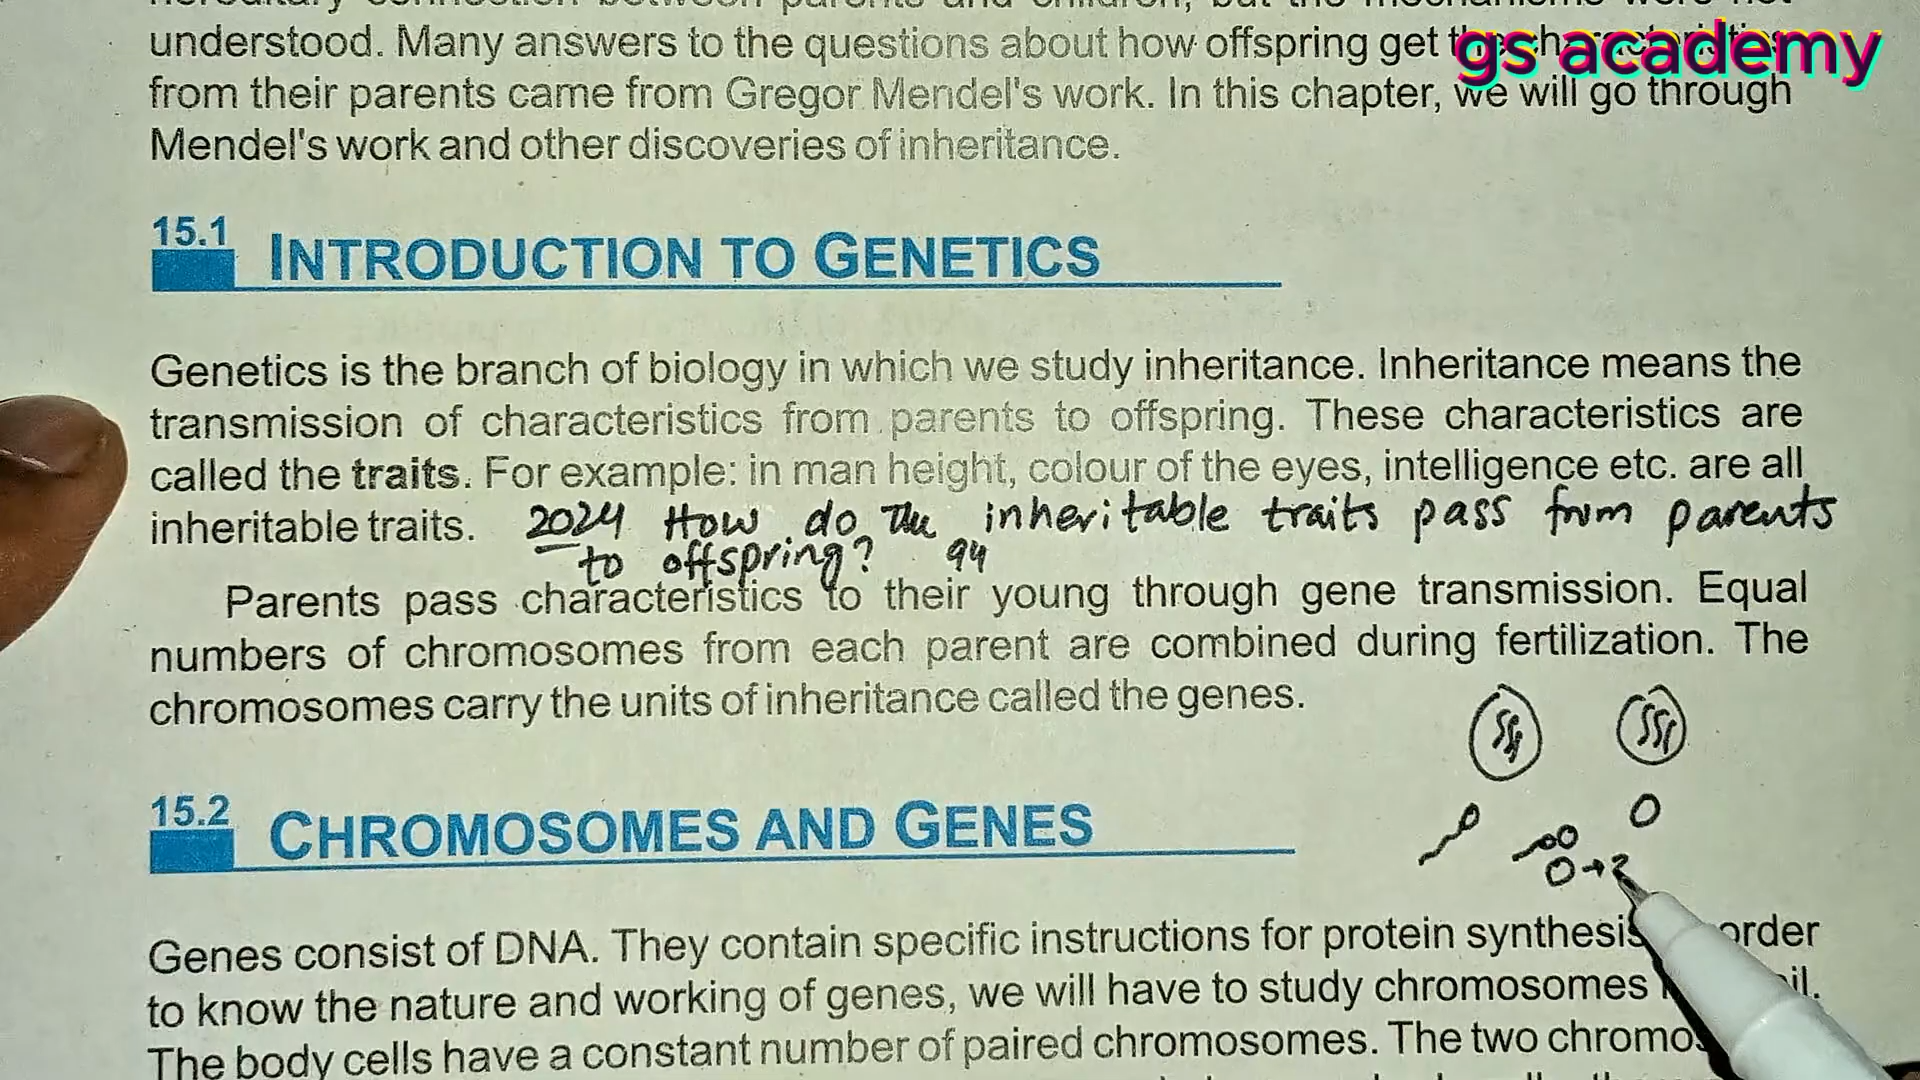 understood. Many answers to the questions about how offspring get the characteristics
gs academy
from their parents came from Gregor Mendel's work. In this chapter, we will go through
Mendel's work and other discoveries of inheritance.
15.1 INTRODUCTION TO GENETICS
Genetics is the branch of biology in which we study inheritance. Inheritance means the
transmission of characteristics from parents to offspring. These characteristics are
called the traits. For example: in man height, colour of the eyes, intelligence etc. are all
inheritable traits. 2024 How do the inheritable traits pass from parents
to offspring? 94
Parents pass characteristics to their young through gene transmission. Equal
numbers of chromosomes from each parent are combined during fertilization. The
chromosomes carry the units of inheritance called the genes.
15.2 CHROMOSOMES AND GENES
Genes consist of DNA. They contain specific instructions for protein synthesis order
to know the nature and working of genes, we will have to study chromosomes
The body cells have a constant number of paired chromosomes. The two